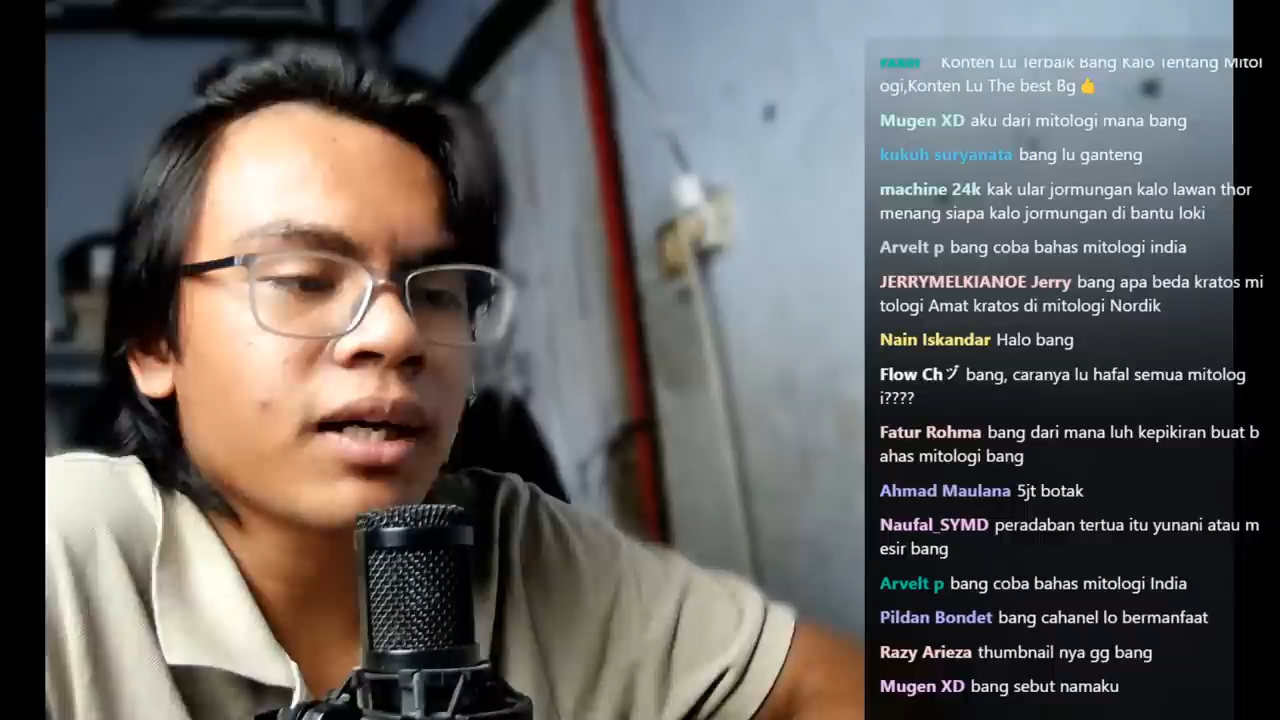 Konten Lu Terbaik Bang Kalo Tentang Mitol
ogi,Konten Lu The best Bg 👍
Mugen XD aku dari mitologi mana bang
kukuh suryanata bang lu ganteng
machine 24k kak ular jormungan kalo lawan thor
menang siapa kalo jormungan di bantu loki
Arvelt p bang coba bahas mitologi india
JERRYMELKIANOE Jerry bang apa beda kratos mi
tologi Amat kratos di mitologi Nordik
Nain Iskandar Halo bang
Flow Chヅ bang, caranya lu hafal semua mitolog
i????
Fatur Rohma bang dari mana luh kepikiran buat b
ahas mitologi bang
Ahmad Maulana 5jt botak
Naufal_SYMD peradaban tertua itu yunani atau m
esir bang
Arvelt p bang coba bahas mitologi India
Pildan Bondet bang cahanel lo bermanfaat
Razy Arieza thumbnail nya gg bang
Mugen XD bang sebut namaku